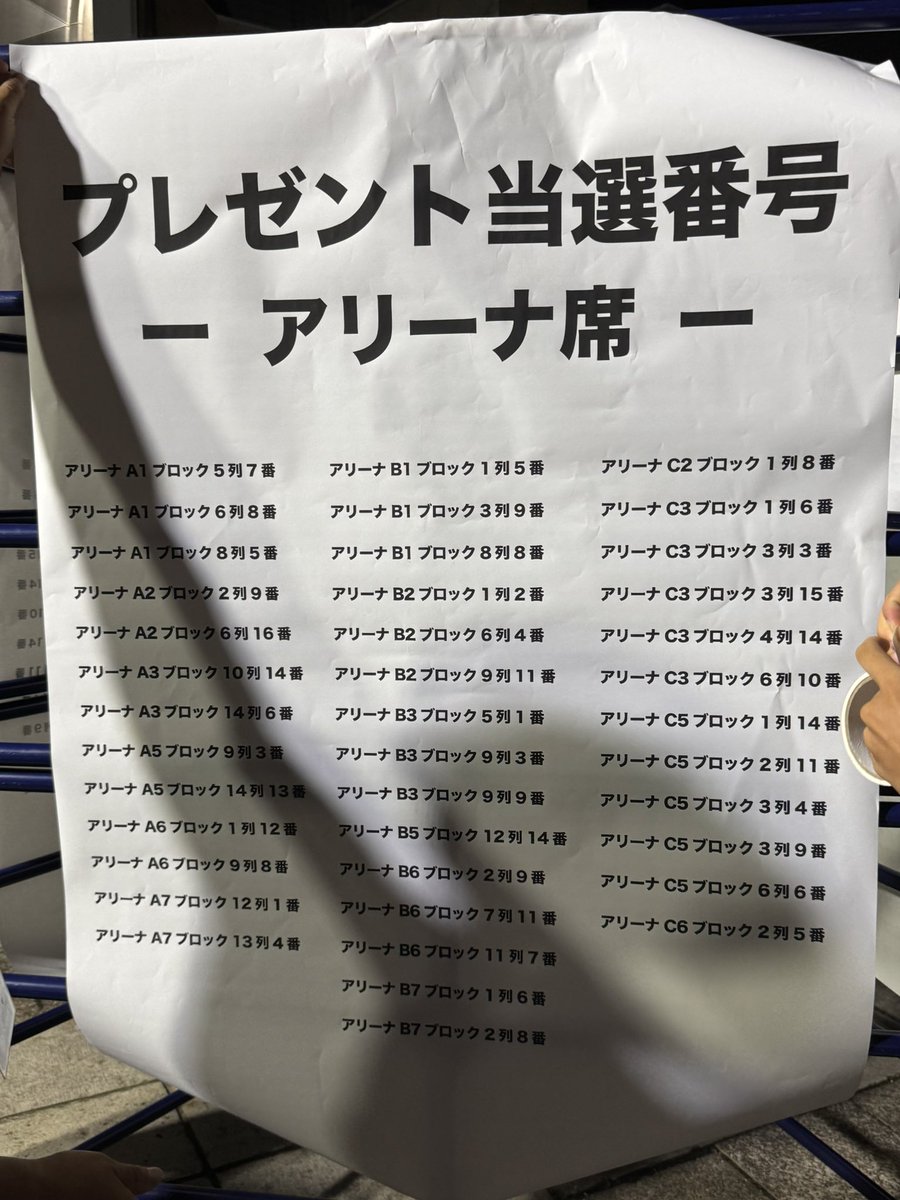 プレゼント当選番号
ー アリーナ席 ー
アリーナ A1 ブロック 5 列 7 番
アリーナ A1 ブロック 6 列 8 番
アリーナ A1 ブロック 8 列 5 番
アリーナ A2 ブロック 2 列 9 番
アリーナ A2 ブロック 6 列 16 番
アリーナ A3 ブロック 10 列 14 番
アリーナ A3 ブロック 14 列 6 番
アリーナ A5 ブロック 9 列 3 番
アリーナ A5 ブロック 14 列 13 番
アリーナ A6 ブロック 1 列 12 番
アリーナ A6 ブロック 9 列 8 番
アリーナ A7 ブロック 12 列 1 番
アリーナ A7 ブロック 13 列 4 番
アリーナ B1 ブロック 1 列 5 番
アリーナ B1 ブロック 3 列 9 番
アリーナ B1 ブロック 8 列 8 番
アリーナ B2 ブロック 1 列 2 番
アリーナ B2 ブロック 6 列 4 番
アリーナ B2 ブロック 9 列 11 番
アリーナ B3 ブロック 5 列 1 番
アリーナ B3 ブロック 9 列 3 番
アリーナ B3 ブロック 9 列 9 番
アリーナ B5 ブロック 12 列 14 番
アリーナ B6 ブロック 2 列 9 番
アリーナ B6 ブロック 7 列 11 番
アリーナ B6 ブロック 11 列 7 番
アリーナ B7 ブロック 1 列 6 番
アリーナ B7 ブロック 2 列 8 番
アリーナ C2 ブロック 1 列 8 番
アリーナ C3 ブロック 1 列 6 番
アリーナ C3 ブロック 3 列 3 番
アリーナ C3 ブロック 3 列 15 番
アリーナ C3 ブロック 4 列 14 番
アリーナ C3 ブロック 6 列 10 番
アリーナ C5 ブロック 1 列 14 番
アリーナ C5 ブロック 2 列 11 番
アリーナ C5 ブロック 3 列 4 番
アリーナ C5 ブロック 3 列 9 番
アリーナ C5 ブロック 6 列 6 番
アリーナ C6 ブロック 2 列 5 番